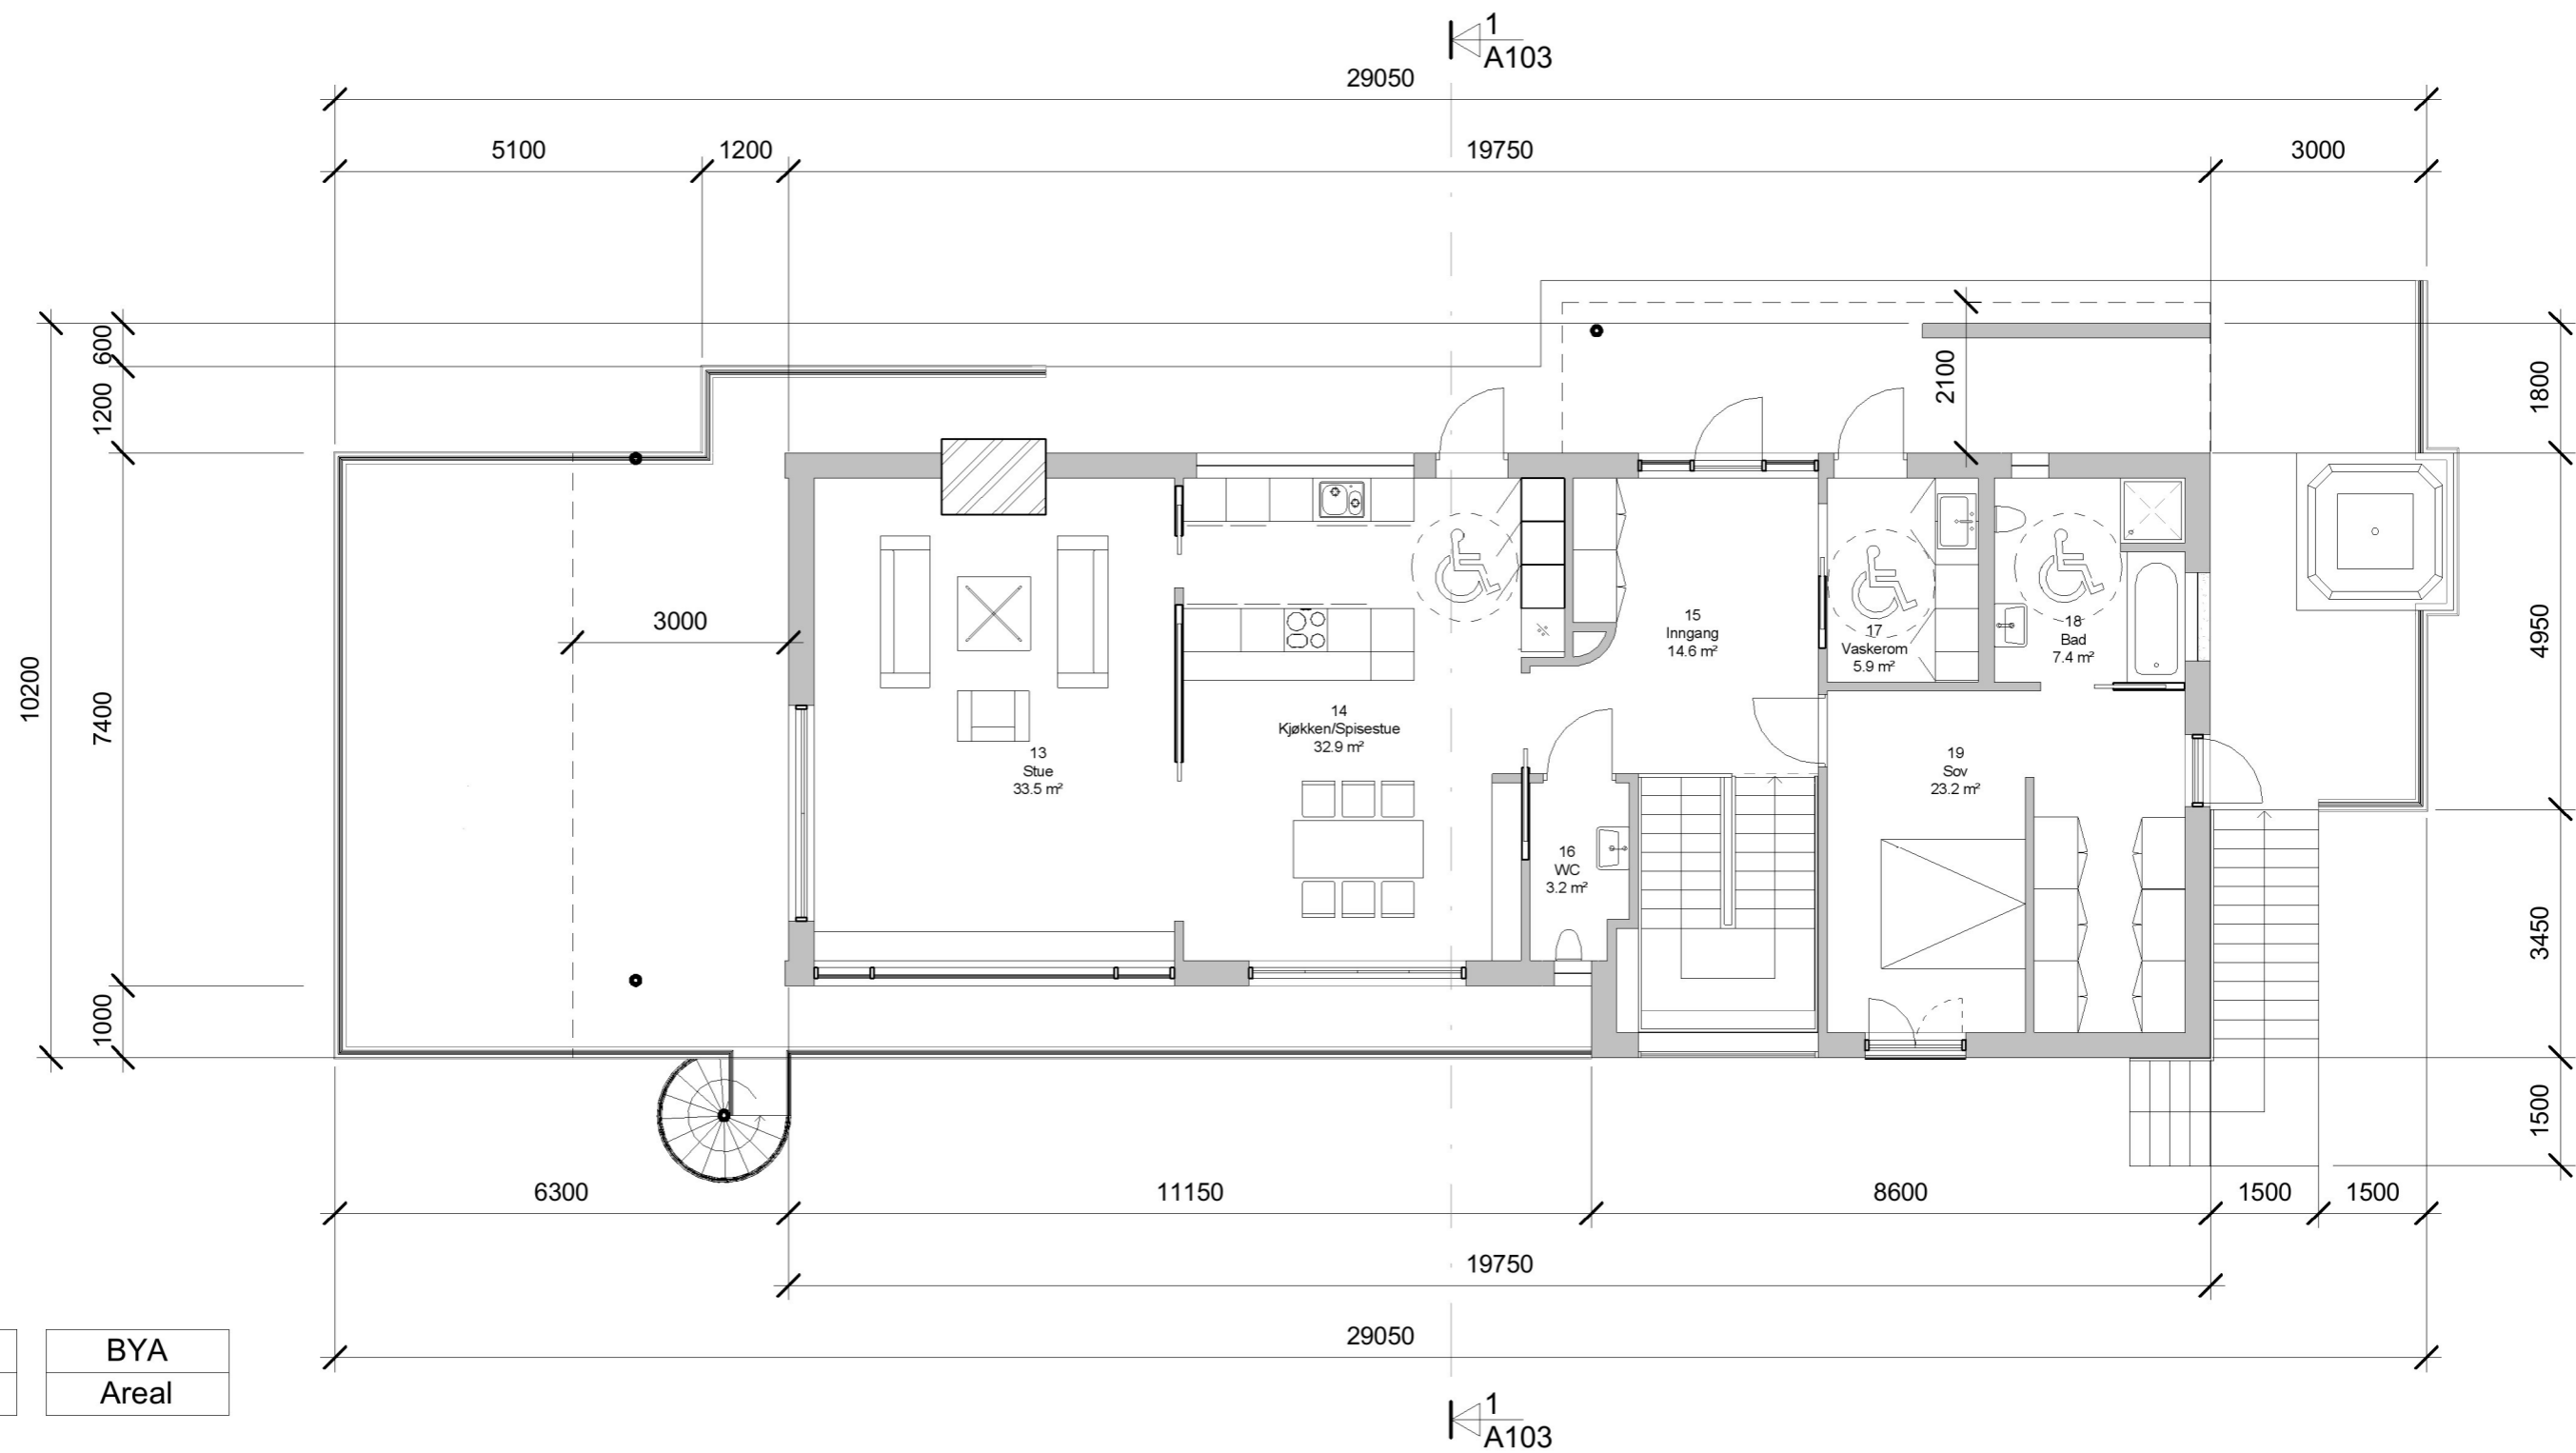 1
A103
29050
5100
1200
19750
3000
600
1200
7400
1000
10200
2100
1800
4950
3450
1500
3000
13
Stue
33.5 m²
14
Kjøkken/Spisestue
32.9 m²
15
Inngang
14.6 m²
16
WC
3.2 m²
17
Vaskerom
5.9 m²
18
Bad
7.4 m²
19
Sov
23.2 m²
6300
11150
8600
1500
1500
19750
29050
BYA
Areal
1
A103